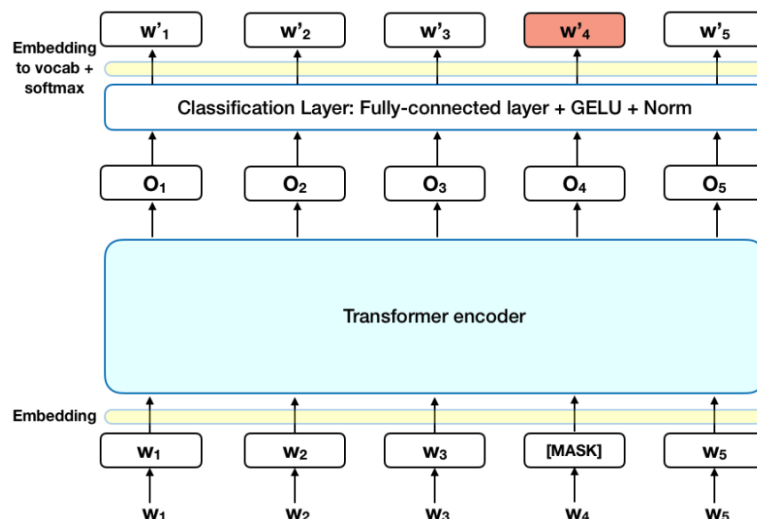 w'1 w'2 w'3 w'4 w'5
Embedding
to vocab +
softmax
Classification Layer: Fully-connected layer + GELU + Norm
O1 O2 O3 O4 O5
Transformer encoder
Embedding
W1 W2 W3 [MASK] W5
W1 W2 W3 W4 W5